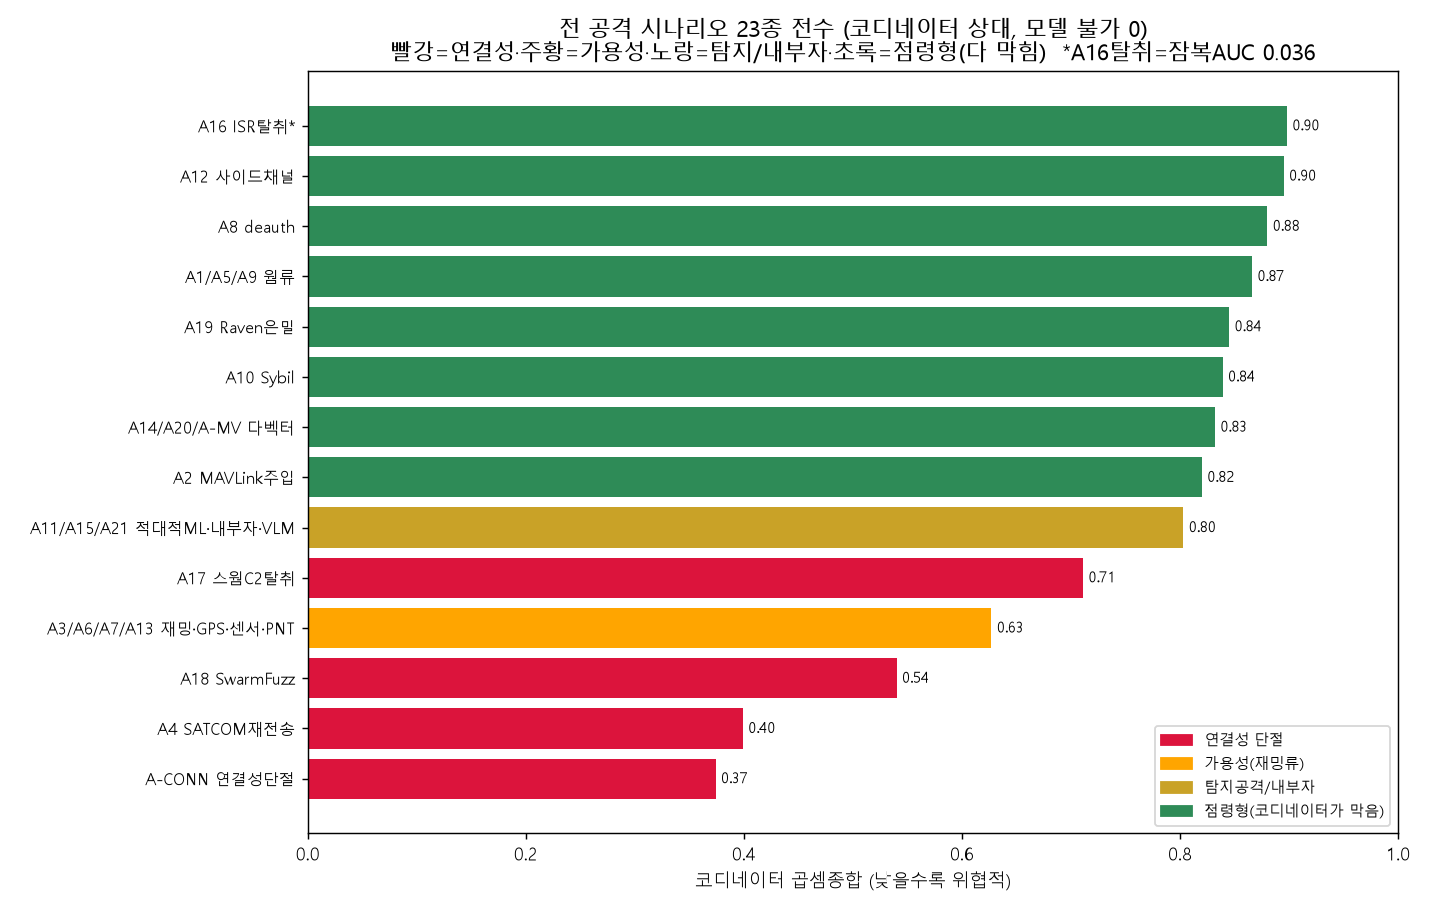 전 공격 시나리오 23종 전수 (코디네이터 상대, 모델 불가 0)
빨강=연결성·주황=가용성·노랑=탐지/내부자·초록=점령형(다 막힘)  *A16탈취=잠복AUC 0.036
A16 ISR탈취* 0.90
A12 사이드채널 0.90
A8 deauth 0.88
A1/A5/A9 웜류 0.87
A19 Raven은밀 0.84
A10 Sybil 0.84
A14/A20/A-MV 다벡터 0.83
A2 MAVLink주입 0.82
A11/A15/A21 적대적ML·내부자·VLM 0.80
A17 스웜C2탈취 0.71
A3/A6/A7/A13 재밍·GPS·센서·PNT 0.63
A18 SwarmFuzz 0.54
A4 SATCOM재전송 0.40
A-CONN 연결성단절 0.37
연결성 단절
가용성(재밍류)
탐지공격/내부자
점령형(코디네이터가 막음)
0.0 0.2 0.4 0.6 0.8 1.0
코디네이터 곱셈종합 (낮을수록 위협적)